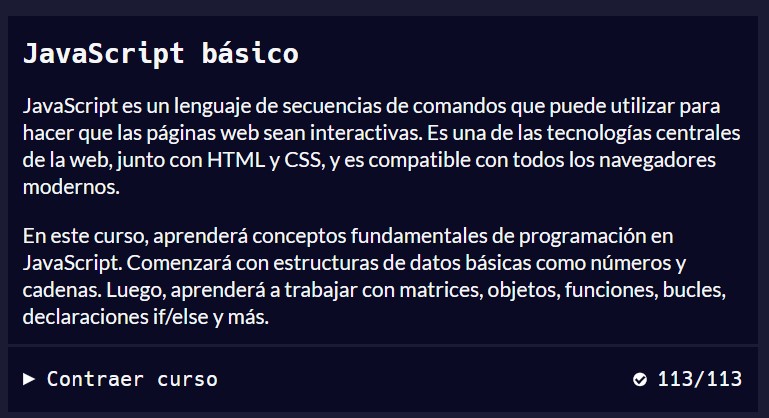 JavaScript básico
JavaScript es un lenguaje de secuencias de comandos que puede utilizar para
hacer que las páginas web sean interactivas. Es una de las tecnologías centrales
de la web, junto con HTML y CSS, y es compatible con todos los navegadores
modernos.
En este curso, aprenderá conceptos fundamentales de programación en
JavaScript. Comenzará con estructuras de datos básicas como números y
cadenas. Luego, aprenderá a trabajar con matrices, objetos, funciones, bucles,
declaraciones if/else y más.
Contraer curso 113/113